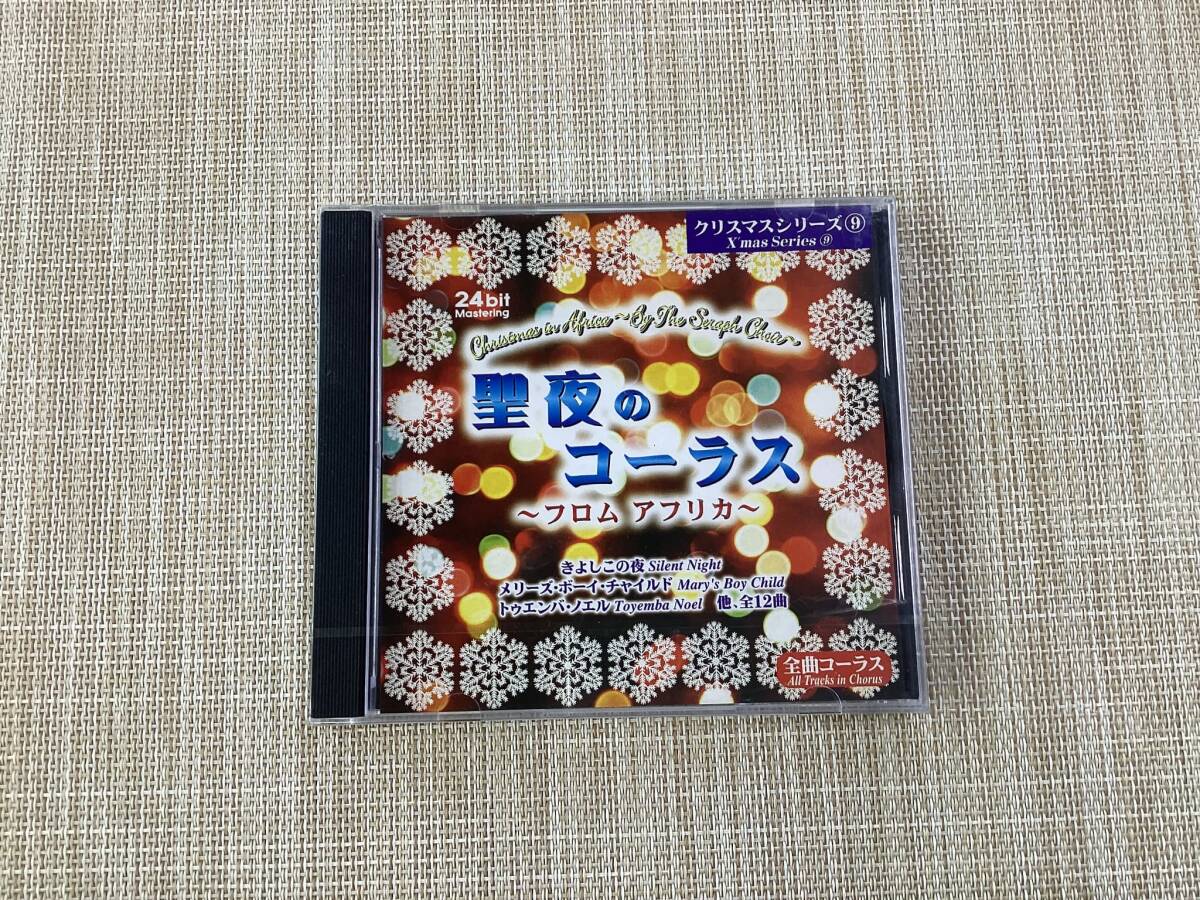 クリスマスシリーズ⑨
X'mas Series ⑨
24bit
Mastering
Christmas in Africa ~By The Seraph Choir~
聖夜の
コーラス
～フロム アフリカ～
きよしこの夜 Silent Night
メリーズ・ボーイ・チャイルド Mary's Boy Child
トゥエンバ・ノエル Toyemba Noel 他、全12曲
全曲コーラス
All Tracks in Chorus